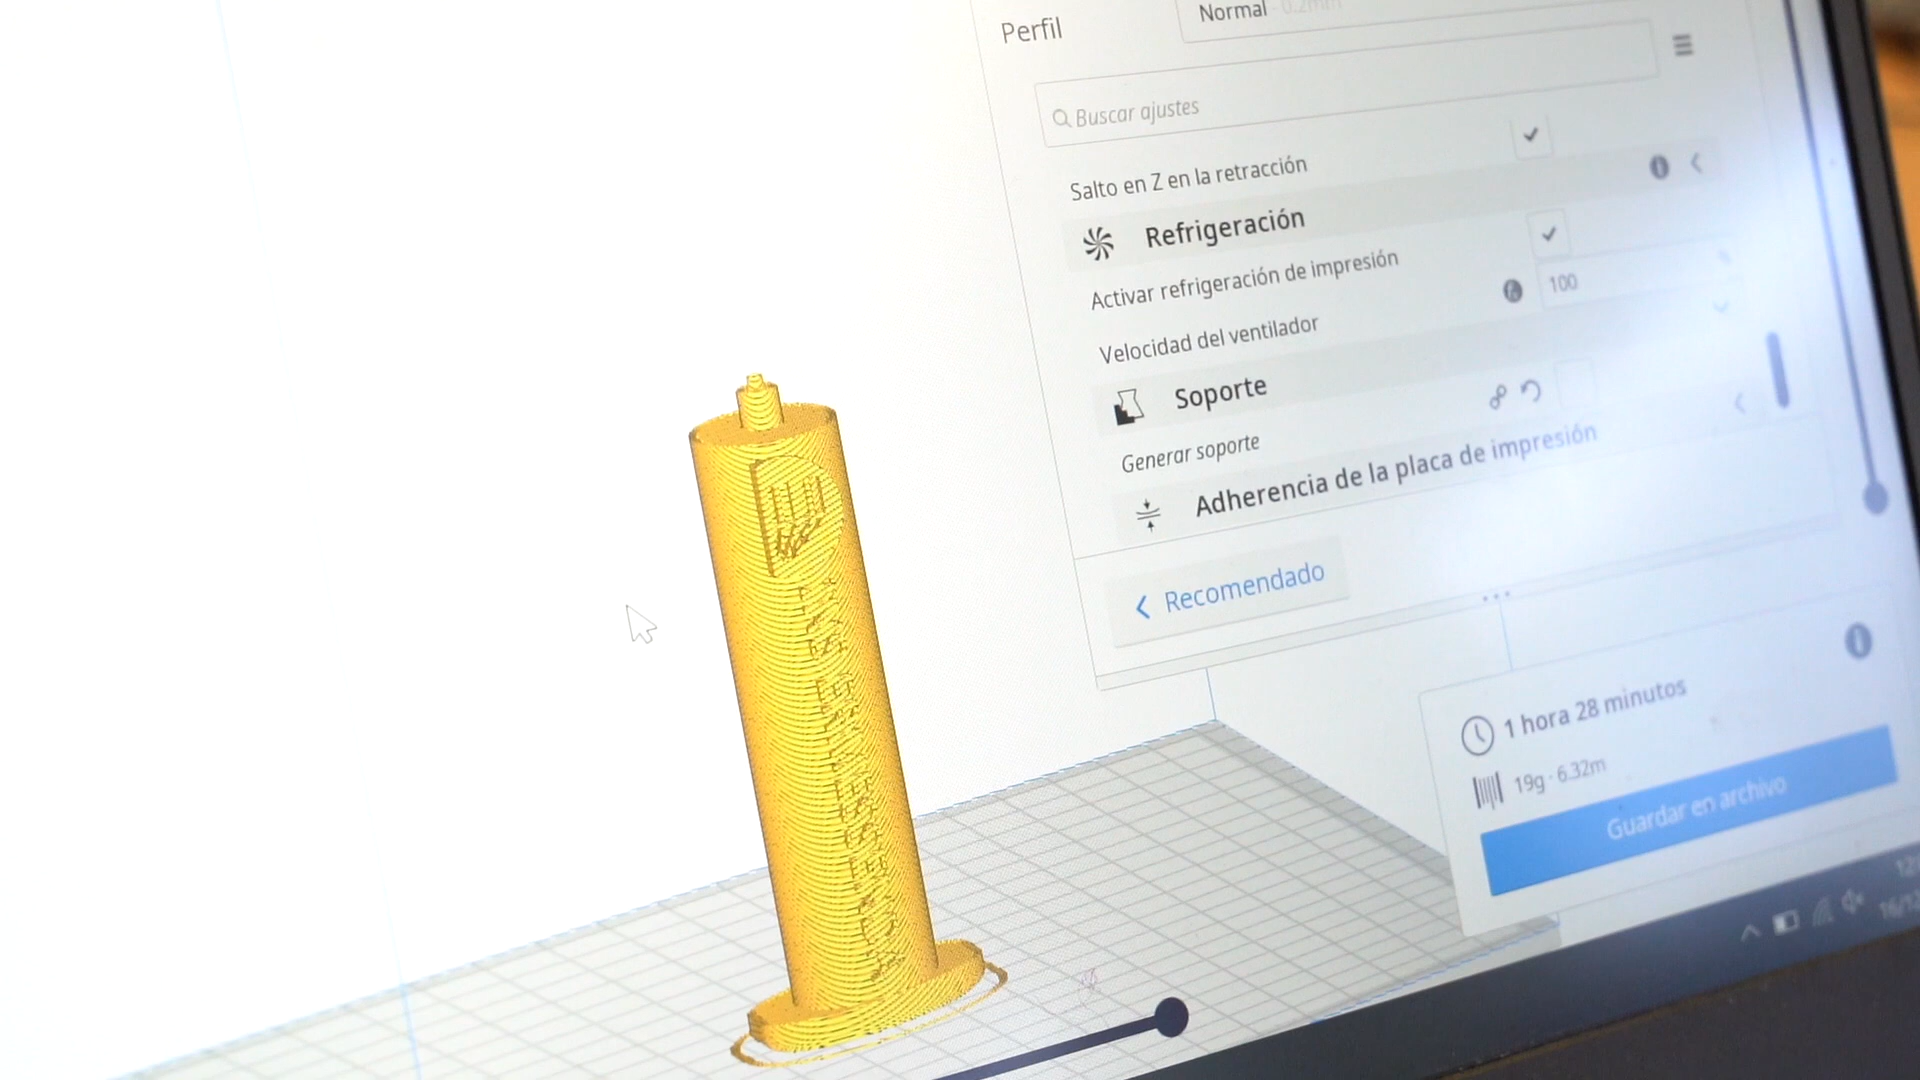 Perfil
Normal 0.2mm
Buscar ajustes
Salto en Z en la retracción
Refrigeración
Activar refrigeración de impresión
Velocidad del ventilador
100
Soporte
Generar soporte
Adherencia de la placa de impresión
Recomendado
1 hora 28 minutos
19g · 6.32m
Guardar en archivo